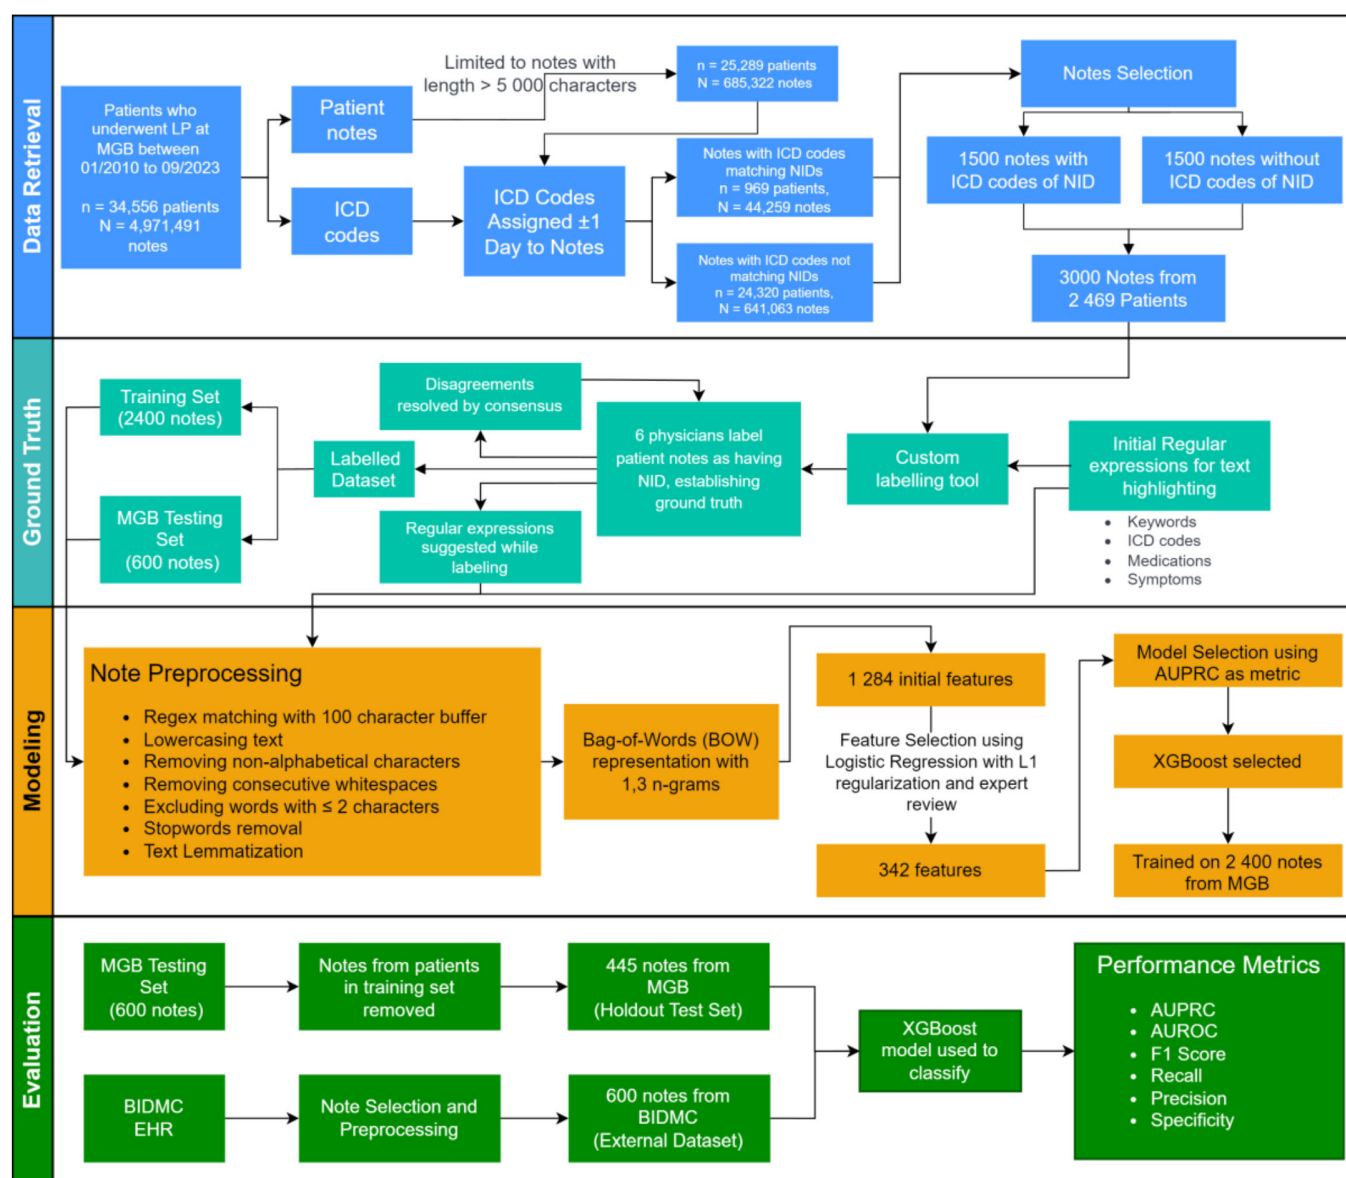 Data Retrieval
Patients who
underwent LP at
MGB between
01/2010 to 09/2023
n = 34,556 patients
N = 4,971,491
notes
Patient
notes
ICD
codes
Limited to notes with
length > 5 000 characters
n = 25,289 patients
N = 685,322 notes
ICD Codes
Assigned ±1
Day to Notes
Notes with ICD codes
matching NIDs
n = 969 patients,
N = 44,259 notes
Notes with ICD codes not
matching NIDs
n = 24,320 patients,
N = 641,063 notes
Notes Selection
1500 notes with
ICD codes of NID
1500 notes without
ICD codes of NID
3000 Notes from
2 469 Patients
Ground Truth
Training Set
(2400 notes)
MGB Testing
Set
(600 notes)
Labelled
Dataset
Disagreements
resolved by consensus
Regular expressions
suggested while
labeling
6 physicians label
patient notes as having
NID, establishing
ground truth
Custom
labelling tool
Initial Regular
expressions for text
highlighting
• Keywords
• ICD codes
• Medications
• Symptoms
Modeling
Note Preprocessing
• Regex matching with 100 character buffer
• Lowercasing text
• Removing non-alphabetical characters
• Removing consecutive whitespaces
• Excluding words with ≤ 2 characters
• Stopwords removal
• Text Lemmatization
Bag-of-Words (BOW)
representation with
1,3 n-grams
1 284 initial features
Feature Selection using
Logistic Regression with L1
regularization and expert
review
342 features
Model Selection using
AUPRC as metric
XGBoost selected
Trained on 2 400 notes
from MGB
Evaluation
MGB Testing
Set
(600 notes)
Notes from patients
in training set
removed
445 notes from
MGB
(Holdout Test Set)
BIDMC
EHR
Note Selection and
Preprocessing
600 notes from
BIDMC
(External Dataset)
XGBoost
model used to
classify
Performance Metrics
• AUPRC
• AUROC
• F1 Score
• Recall
• Precision
• Specificity